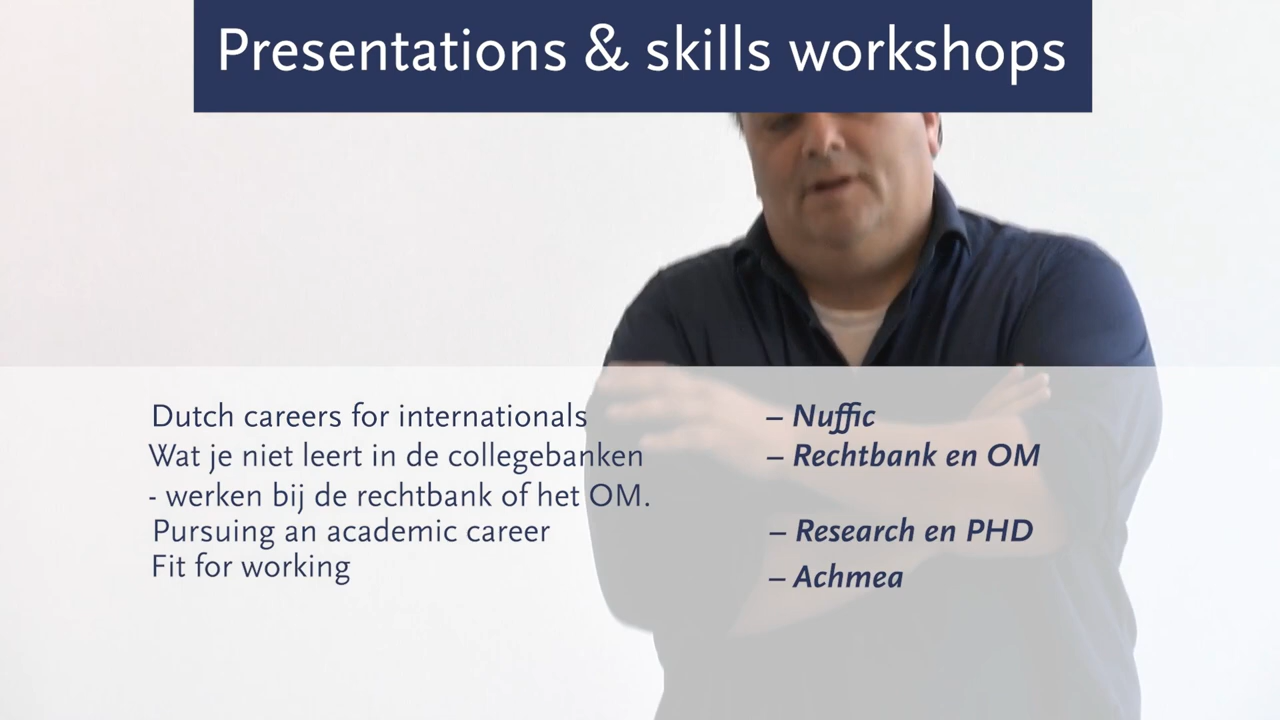 Presentations & skills workshops
Dutch careers for internationals – Nuffic
Wat je niet leert in de collegebanken – Rechtbank en OM
- werken bij de rechtbank of het OM.
Pursuing an academic career – Research en PHD
Fit for working – Achmea